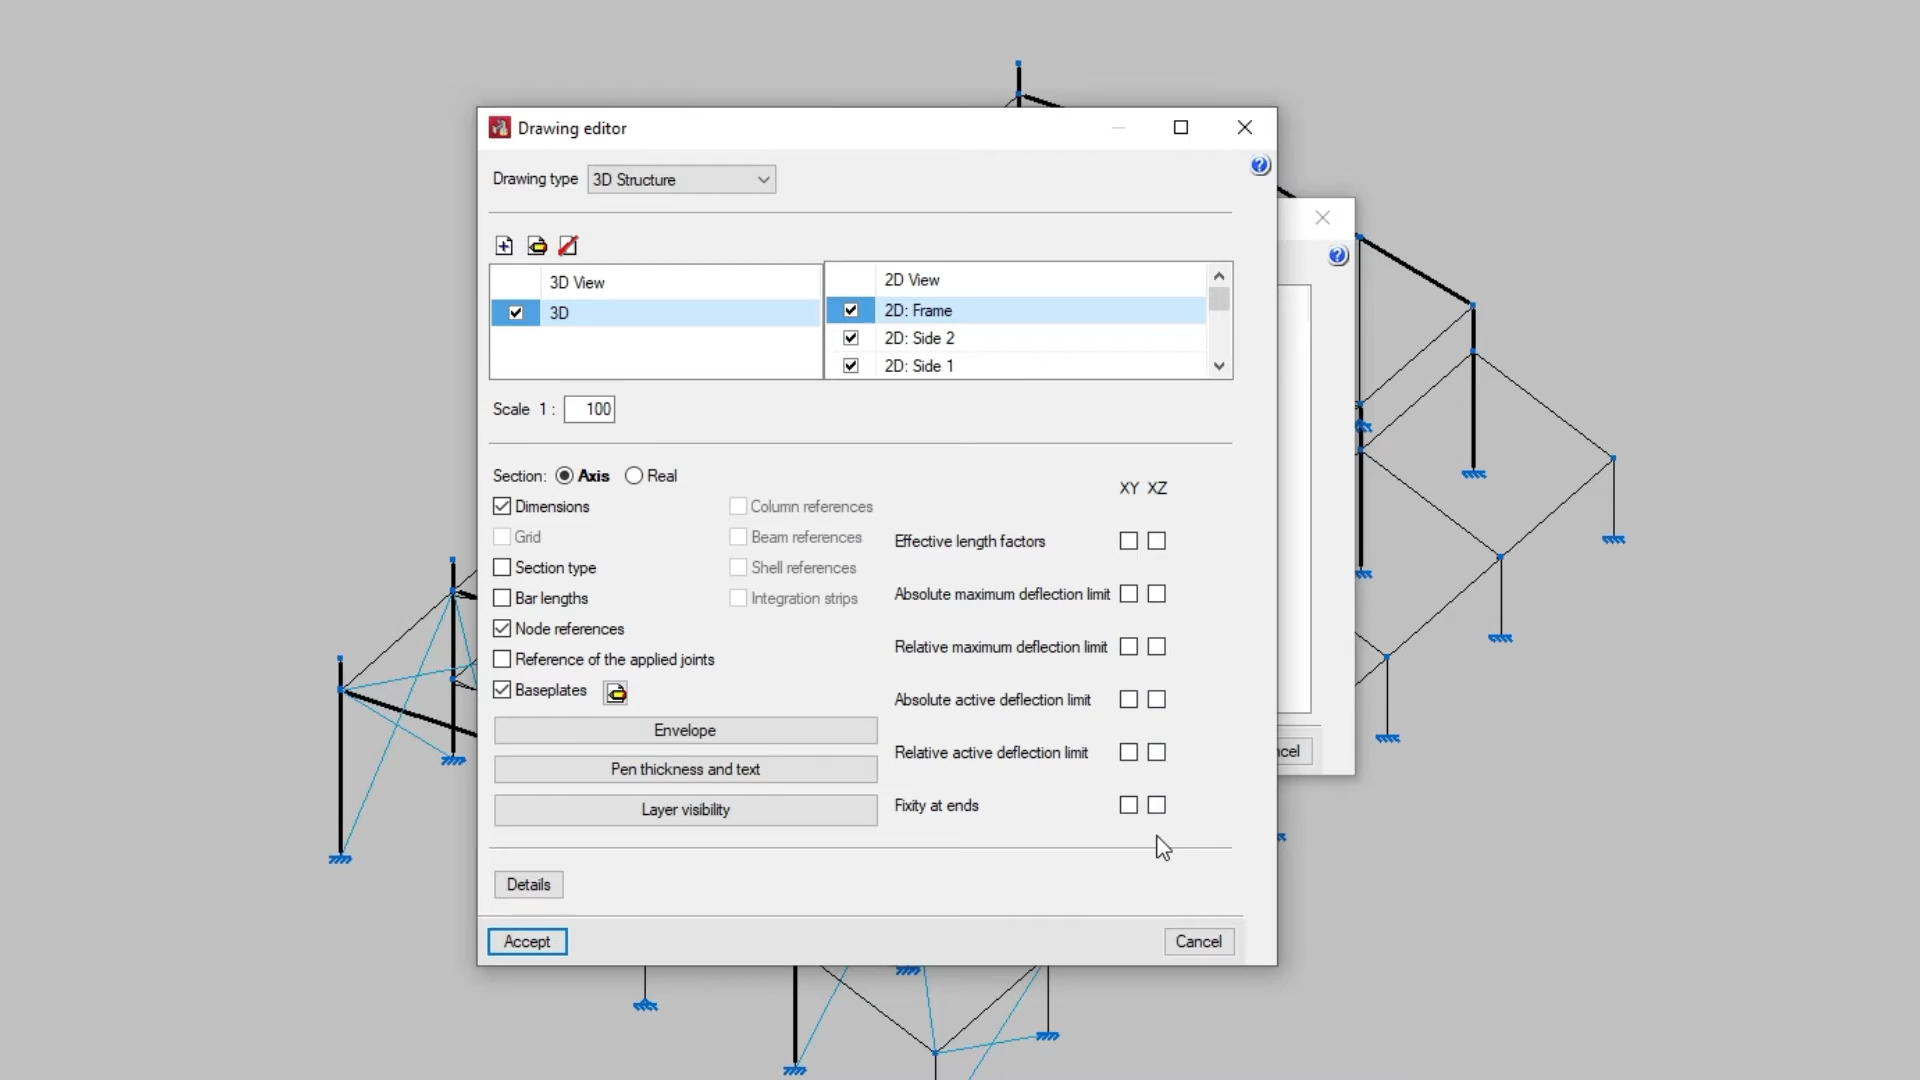 Drawing editor
Drawing type 3D Structure
3D View
3D
2D View
2D: Frame
2D: Side 2
2D: Side 1
Scale 1 : 100
Section: Axis Real
XY XZ
Dimensions
Column references
Grid
Beam references
Effective length factors
Section type
Shell references
Bar lengths
Integration strips
Absolute maximum deflection limit
Node references
Relative maximum deflection limit
Reference of the applied joints
Baseplates
Absolute active deflection limit
Envelope
Relative active deflection limit
Pen thickness and text
Layer visibility
Fixity at ends
Details
Accept
Cancel
ncel